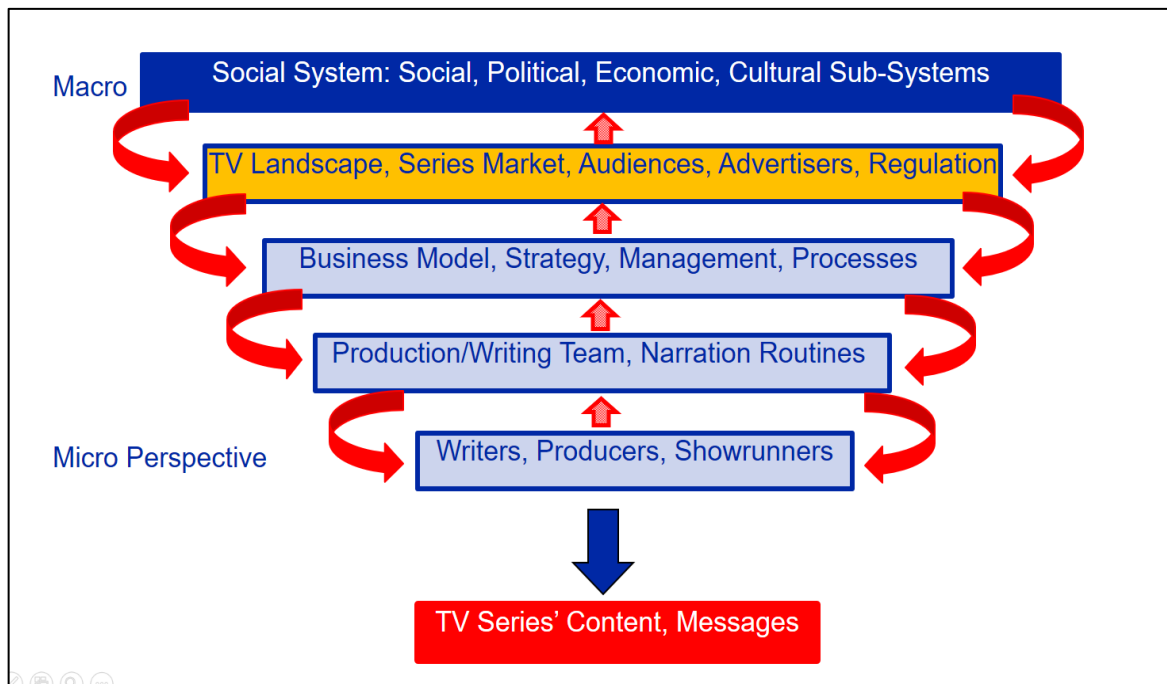 Social System: Social, Political, Economic, Cultural Sub-Systems
Macro
TV Landscape, Series Market, Audiences, Advertisers, Regulation
Business Model, Strategy, Management, Processes
Production/Writing Team, Narration Routines
Writers, Producers, Showrunners
Micro Perspective
TV Series’ Content, Messages